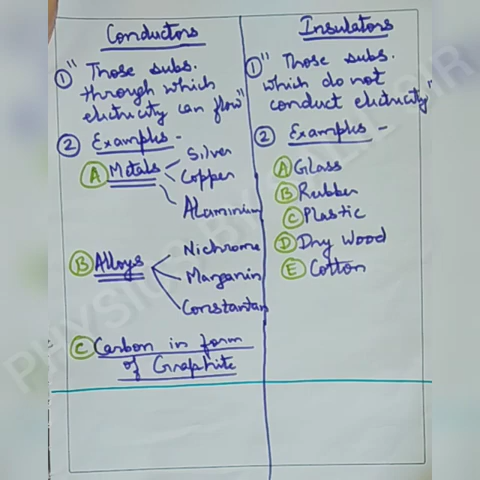 Conductors
① "Those subs.
through which
electricity can flow"
② Examples -
Ⓐ Metals
Silver
Copper
Aluminium
Ⓑ Alloys
Nichrome
Manganin
Constantan
Ⓒ Carbon in form
of Graphite
Insulators
① "Those subs.
which do not
conduct electricity"
② Examples -
Ⓐ Glass
Ⓑ Rubber
Ⓒ Plastic
Ⓓ Dry Wood
Ⓔ Cotton